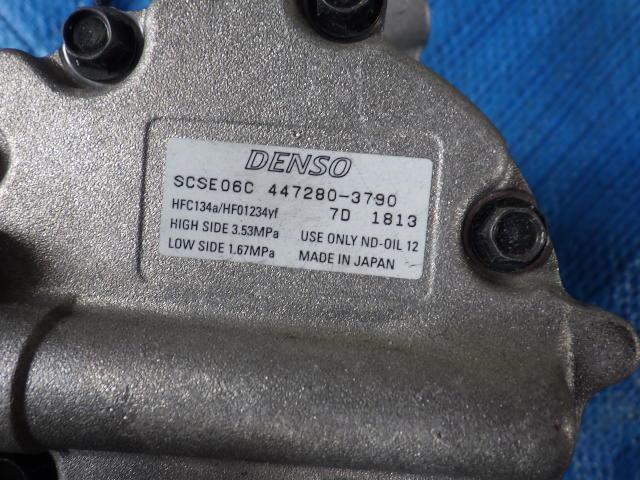 DENSO
SCSE06C 447280-3790
HFC134a/HFO1234yf 7D 1813
HIGH SIDE 3.53MPa USE ONLY ND-OIL 12
LOW SIDE 1.67MPa MADE IN JAPAN